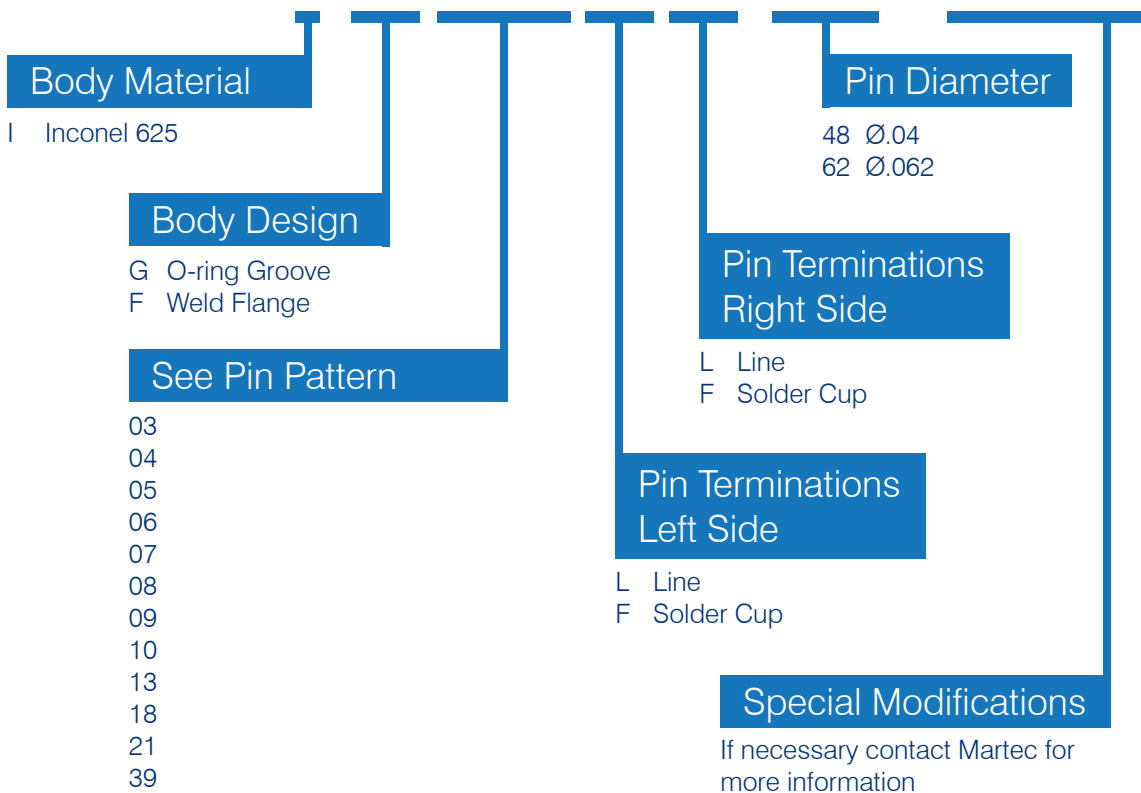 Body Material
I Inconel 625
Pin Diameter
48 Ø.04
62 Ø.062
Body Design
G O-ring Groove
F Weld Flange
Pin Terminations
Right Side
L Line
F Solder Cup
See Pin Pattern
03
04
05
06
07
08
09
10
13
18
21
39
Pin Terminations
Left Side
L Line
F Solder Cup
Special Modifications
If necessary contact Martec for
more information